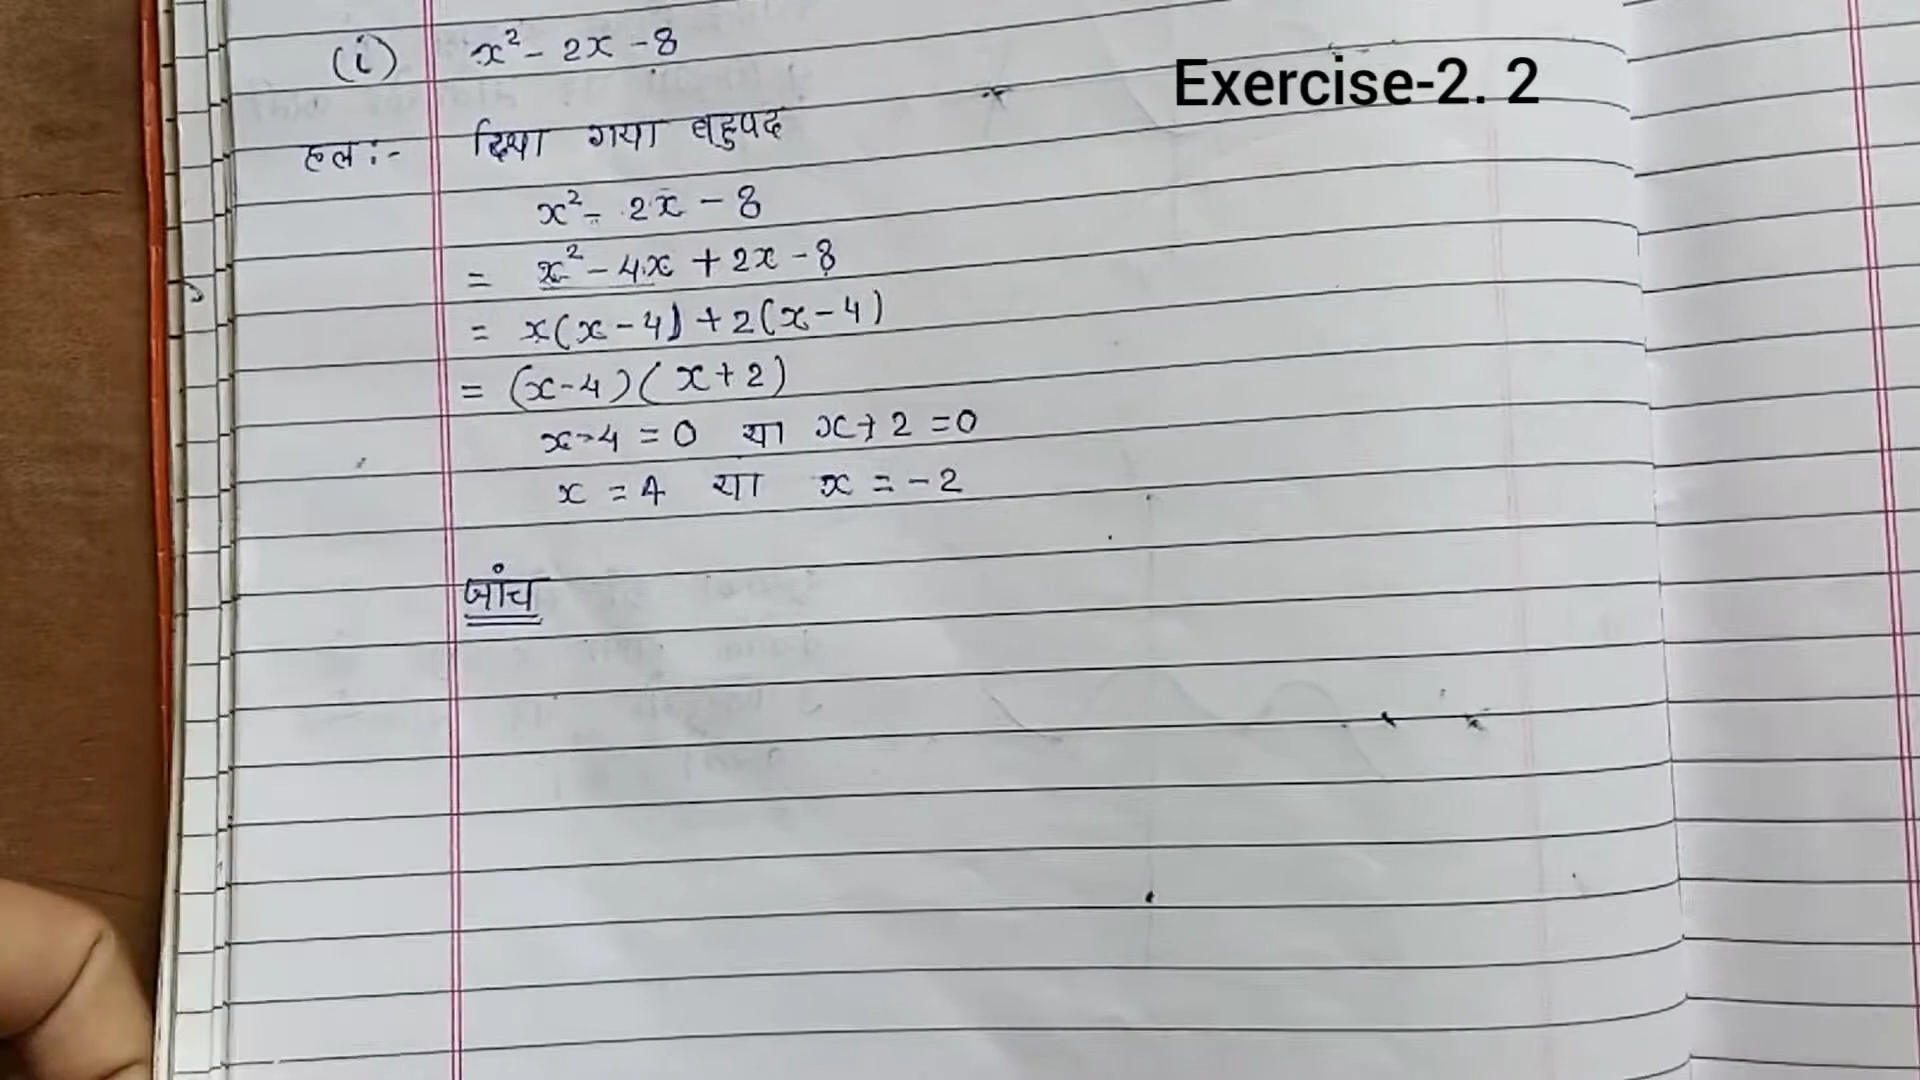 (i) x² - 2x - 8
Exercise-2. 2
हल :- दिया गया बहुपद
x² - 2x - 8
= x² - 4x + 2x - 8
= x(x - 4) + 2(x - 4)
= (x - 4)(x + 2)
x - 4 = 0 या x + 2 = 0
x = 4 या x = -2
जांच